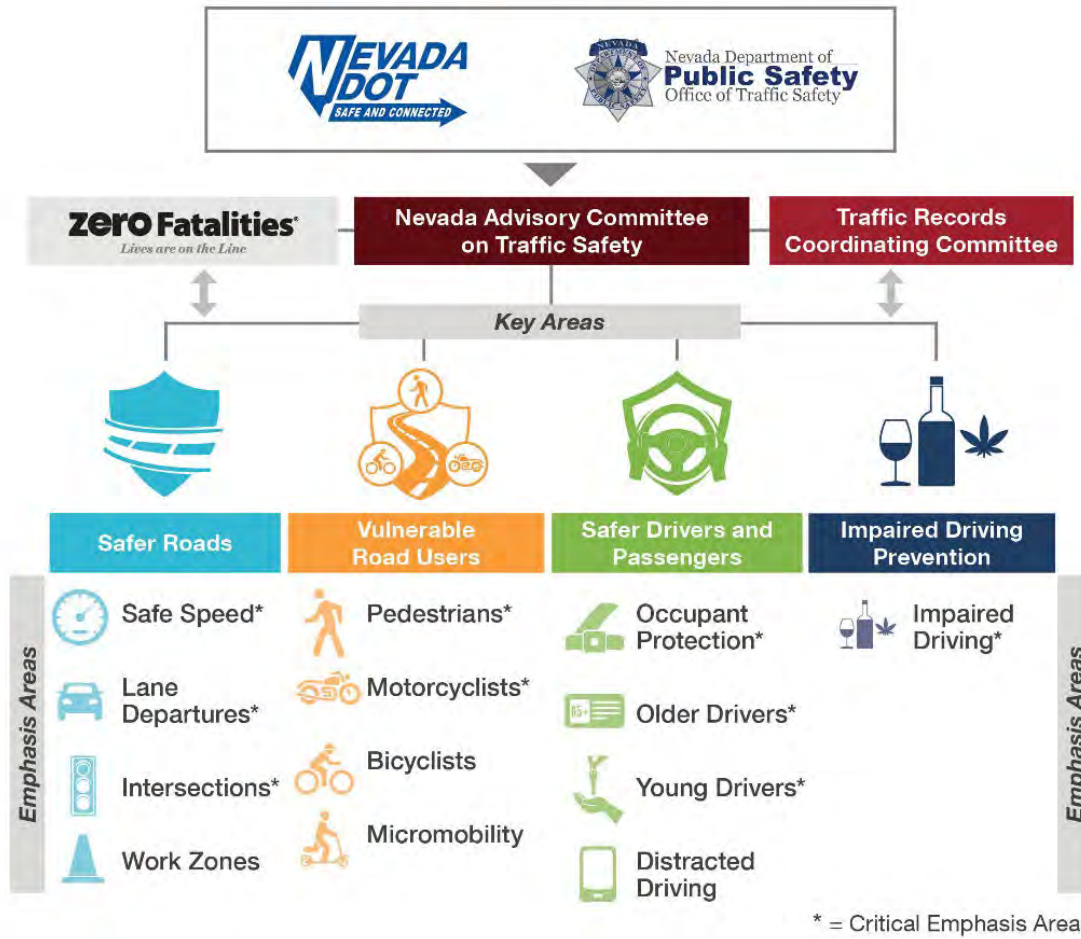 NEVADA
DOT
SAFE AND CONNECTED
NEVADA
Nevada Department of
Public Safety
Office of Traffic Safety
zero Fatalities®
Lives are on the Line
Nevada Advisory Committee
on Traffic Safety
Traffic Records
Coordinating Committee
Key Areas
Safer Roads
Vulnerable
Road Users
Safer Drivers and
Passengers
Impaired Driving
Prevention
Emphasis Areas
Safe Speed*
Lane
Departures*
Intersections*
Work Zones
Pedestrians*
Motorcyclists*
Bicyclists
Micromobility
Occupant
Protection*
65+
Older Drivers*
Young Drivers*
Distracted
Driving
Impaired
Driving*
Emphasis Areas
* = Critical Emphasis Area